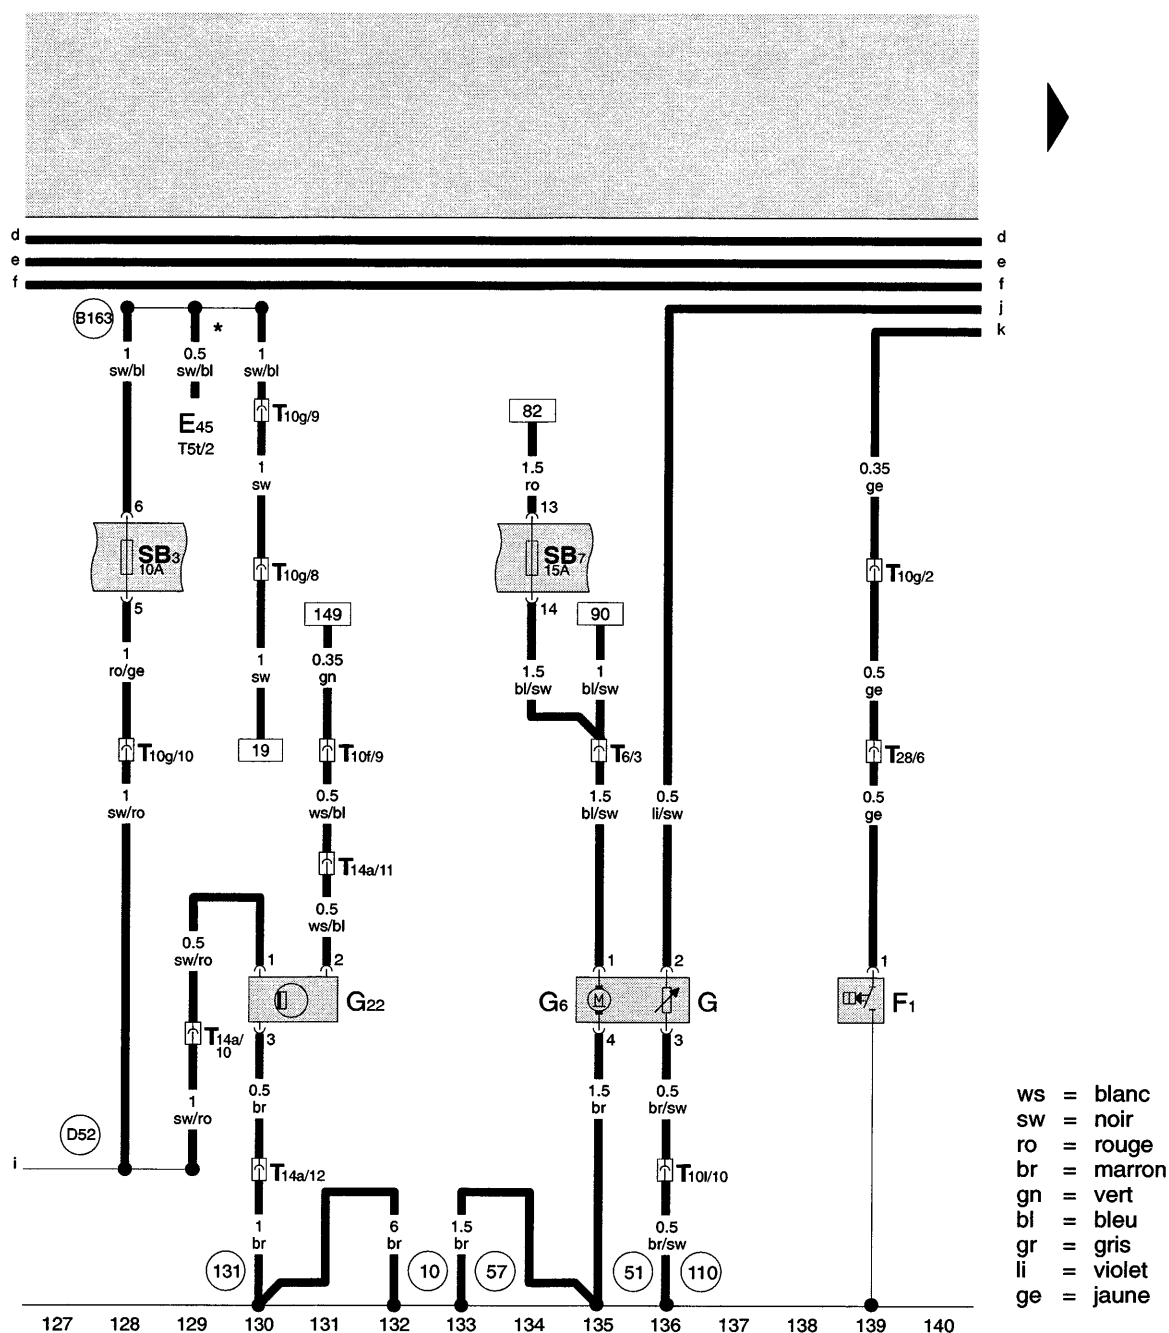 d d
e e
f f
j
k
B163
*
1 0.5 1
sw/bl sw/bl sw/bl
T10g/9
82
E45
T5t/2
1 1.5 0.35
sw ro ge
6 13
SB3 SB7
10A 15A
T10g/8 T10g/2
5 14
149 90
1 0.35 1 1.5 1 0.5
ro/ge gn sw bl/sw bl/sw ge
T10g/10 19 T10f/9 T6/3 T28/6
1 0.5 1.5 0.5 0.5
sw/ro ws/bl bl/sw li/sw ge
T14a/11
0.5
ws/bl
0.5
sw/ro
1 2 1 2 1
G22 G6 M G F1
T14a/
10
3 4 3
0.5 1.5 0.5
br br br/sw
1
sw/ro
D52
i
T14a/12 T10l/10
1 6 1.5 0.5
br br br br/sw
131 10 57 51 110
127 128 129 130 131 132 133 134 135 136 137 138 139 140
ws = blanc
sw = noir
ro = rouge
br = marron
gn = vert
bl = bleu
gr = gris
li = violet
ge = jaune